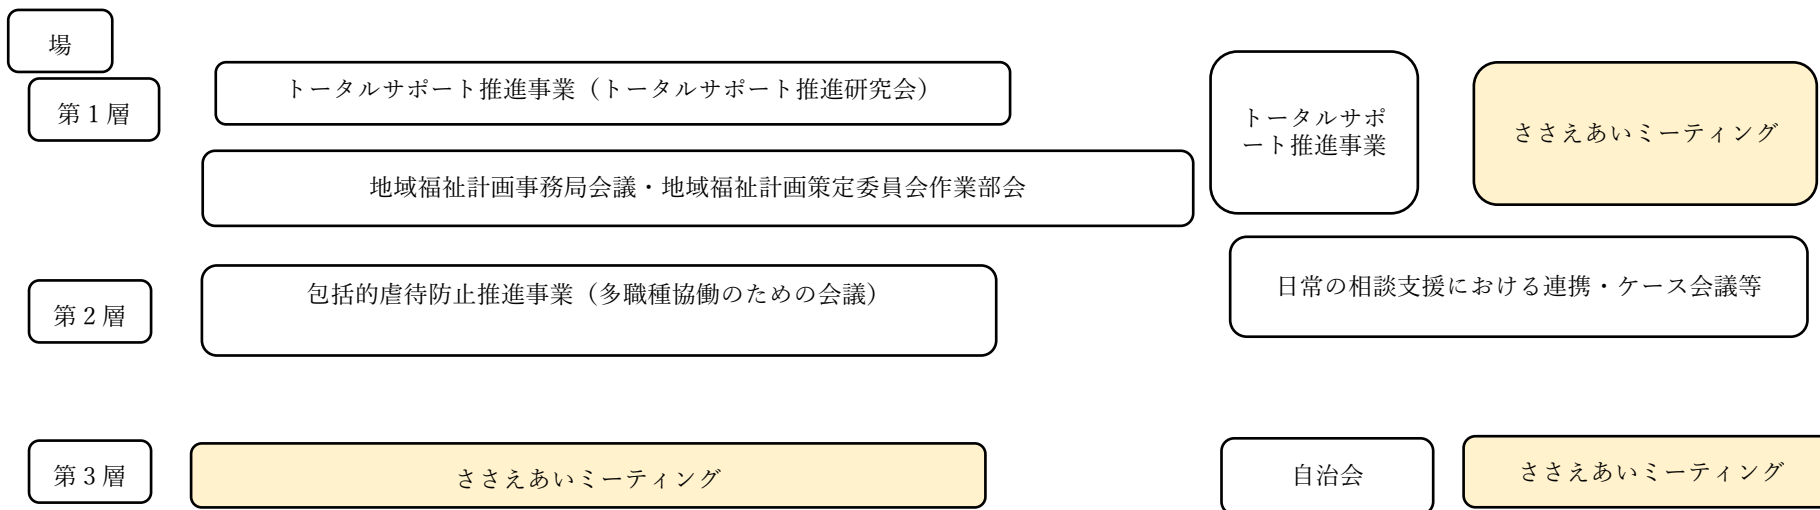 場
第１層
トータルサポート推進事業（トータルサポート推進研究会）
トータルサポ
ート推進事業
ささえあいミーティング
地域福祉計画事務局会議・地域福祉計画策定委員会作業部会
第２層
包括的虐待防止推進事業（多職種協働のための会議）
日常の相談支援における連携・ケース会議等
第３層
ささえあいミーティング
自治会
ささえあいミーティング